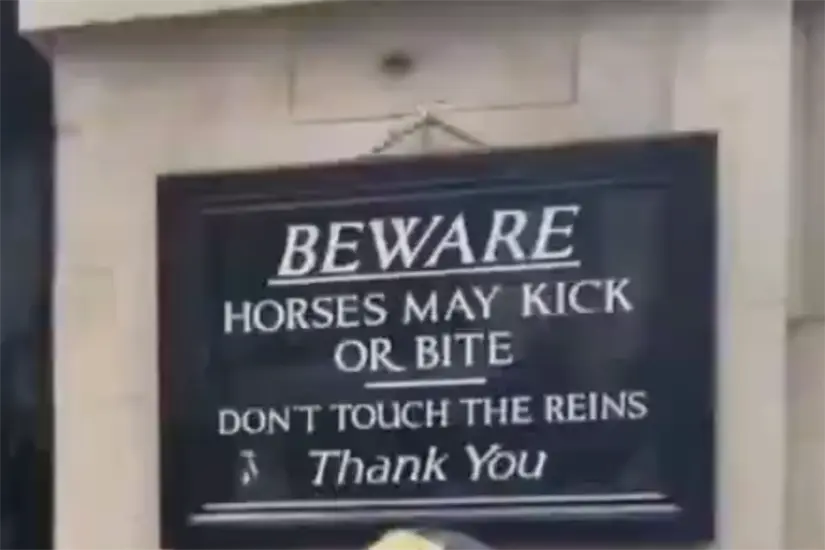 BEWARE
HORSES MAY KICK
OR BITE
DON'T TOUCH THE REINS
Thank You